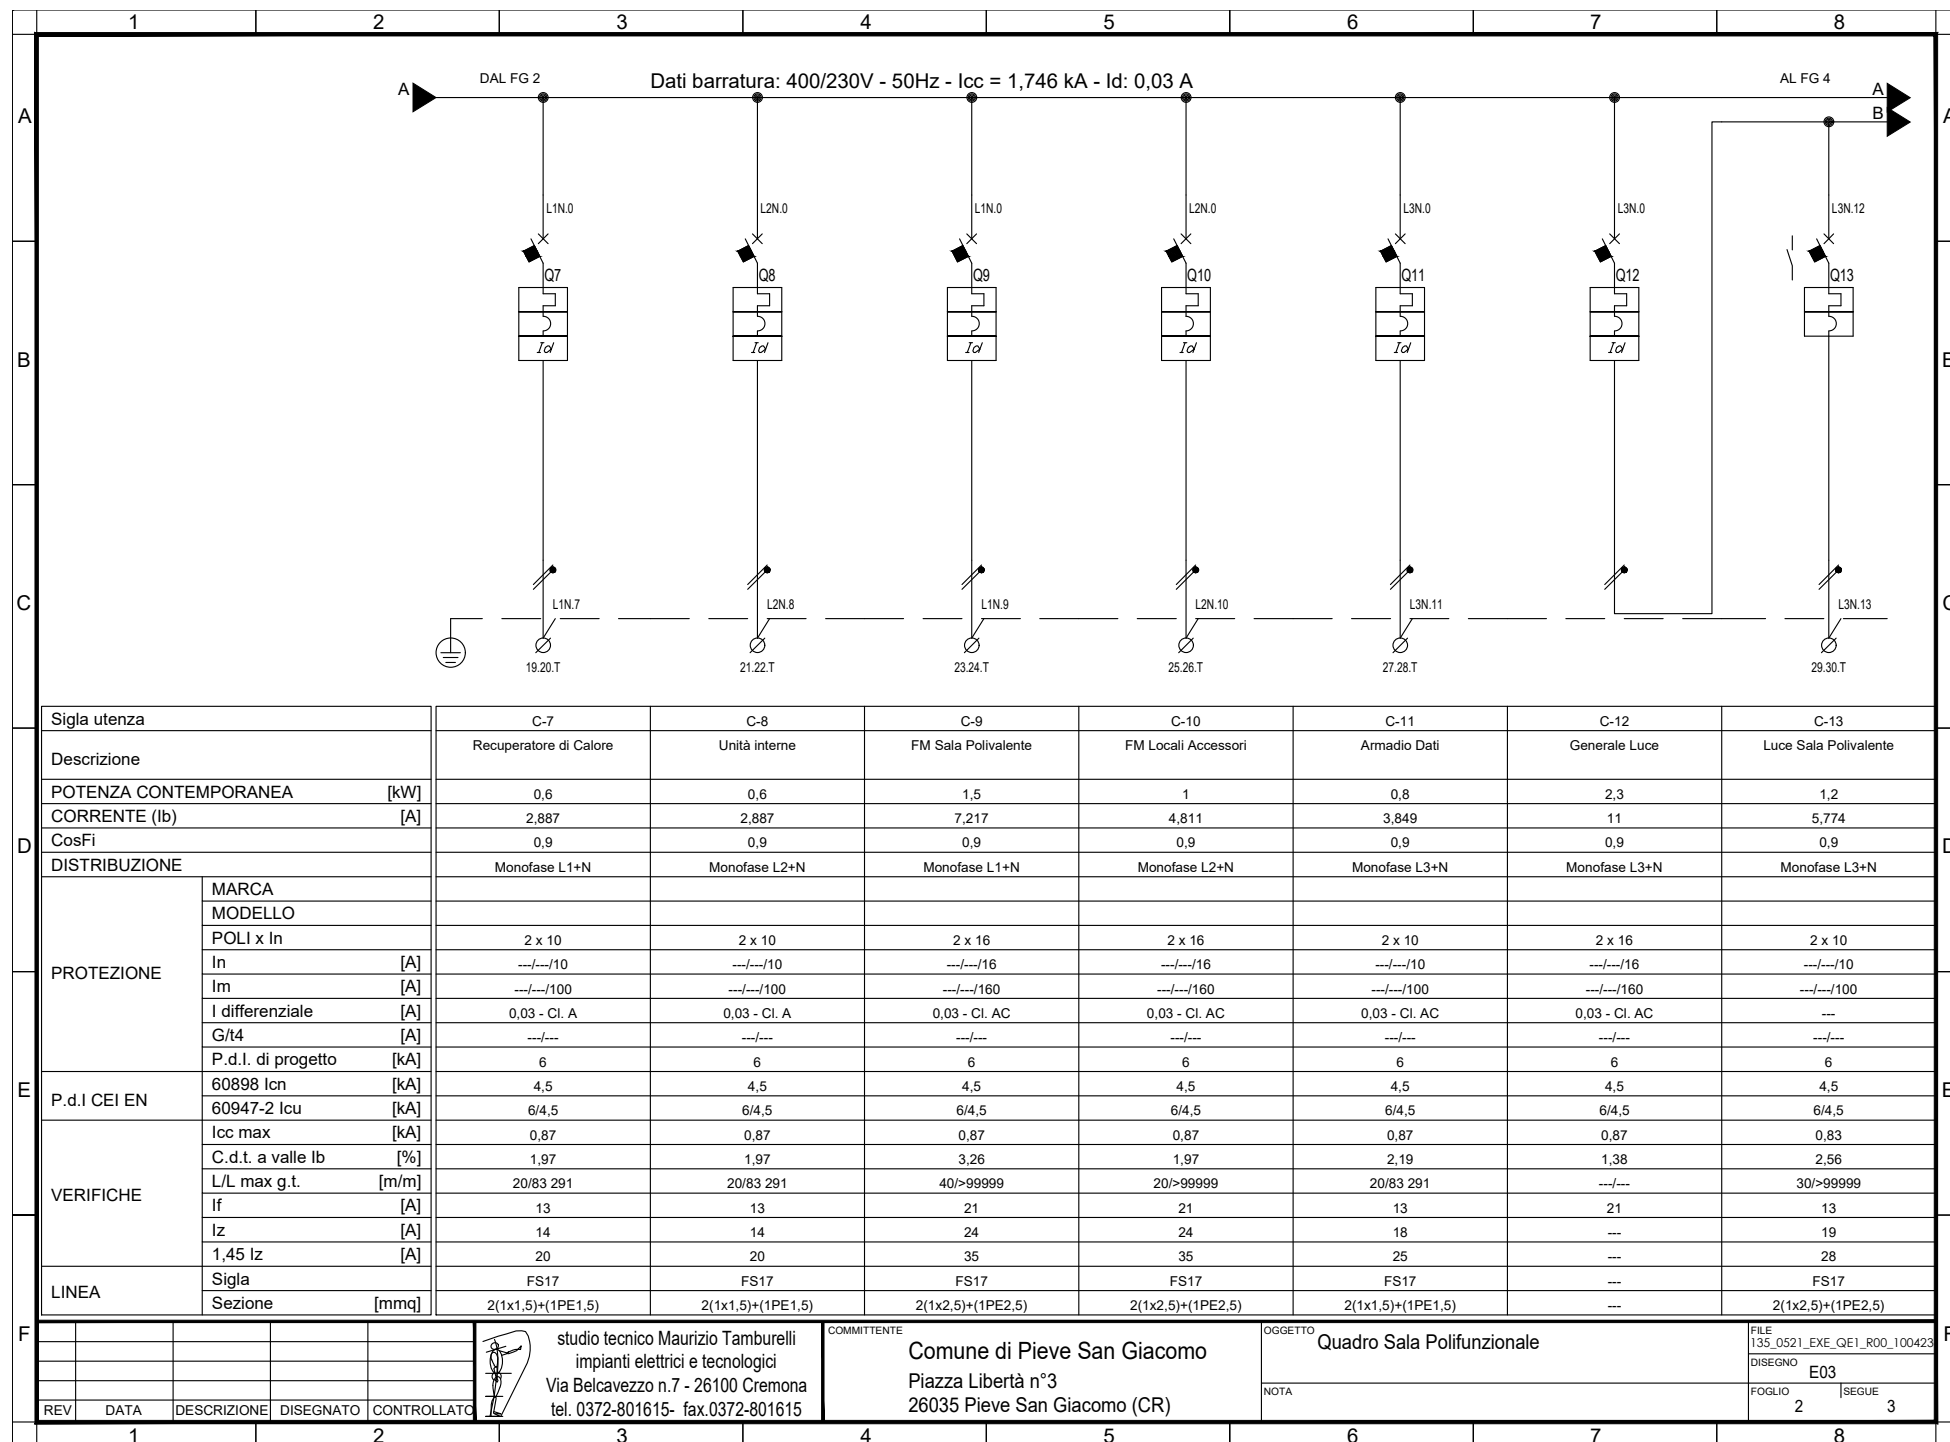 1 2 3 4 5 6 7 8
DAL FG 2 Dati barratura: 400/230V - 50Hz - Icc = 1,746 kA - Id: 0,03 A AL FG 4
A A
B
A A
L1N.0 L2N.0 L1N.0 L2N.0 L3N.0 L3N.0 L3N.12
Q7 Q8 Q9 Q10 Q11 Q12 Q13
Id Id Id Id Id Id
B B
C C
L1N.7 L2N.8 L1N.9 L2N.10 L3N.11 L3N.13
19.20.T 21.22.T 23.24.T 25.26.T 27.28.T 29.30.T
Sigla utenza C-7 C-8 C-9 C-10 C-11 C-12 C-13
Descrizione Recuperatore di Calore Unità interne FM Sala Polivalente FM Locali Accessori Armadio Dati Generale Luce Luce Sala Polivalente
POTENZA CONTEMPORANEA [kW] 0,6 0,6 1,5 1 0,8 2,3 1,2
CORRENTE (Ib) [A] 2,887 2,887 7,217 4,811 3,849 11 5,774
D D
CosFi 0,9 0,9 0,9 0,9 0,9 0,9 0,9
DISTRIBUZIONE Monofase L1+N Monofase L2+N Monofase L1+N Monofase L2+N Monofase L3+N Monofase L3+N Monofase L3+N
PROTEZIONE
MARCA
MODELLO
POLI x In 2 x 10 2 x 10 2 x 16 2 x 16 2 x 10 2 x 16 2 x 10
In [A] ---/---/10 ---/---/10 ---/---/16 ---/---/16 ---/---/10 ---/---/16 ---/---/10
Im [A] ---/---/100 ---/---/100 ---/---/160 ---/---/160 ---/---/100 ---/---/160 ---/---/100
I differenziale [A] 0,03 - Cl. A 0,03 - Cl. A 0,03 - Cl. AC 0,03 - Cl. AC 0,03 - Cl. AC 0,03 - Cl. AC ---
G/t4 [A] ---/--- ---/--- ---/--- ---/--- ---/--- ---/--- ---/---
P.d.I. di progetto [kA] 6 6 6 6 6 6 6
E E
P.d.I CEI EN
60898 Icn [kA] 4,5 4,5 4,5 4,5 4,5 4,5 4,5
60947-2 Icu [kA] 6/4,5 6/4,5 6/4,5 6/4,5 6/4,5 6/4,5 6/4,5
VERIFICHE
Icc max [kA] 0,87 0,87 0,87 0,87 0,87 0,87 0,83
C.d.t. a valle Ib [%] 1,97 1,97 3,26 1,97 2,19 1,38 2,56
L/L max g.t. [m/m] 20/83 291 20/83 291 40/>99999 20/>99999 20/83 291 ---/--- 30/>99999
If [A] 13 13 21 21 13 21 13
Iz [A] 14 14 24 24 18 --- 19
1,45 Iz [A] 20 20 35 35 25 --- 28
LINEA
Sigla FS17 FS17 FS17 FS17 FS17 --- FS17
Sezione [mmq] 2(1x1,5)+(1PE1,5) 2(1x1,5)+(1PE1,5) 2(1x2,5)+(1PE2,5) 2(1x2,5)+(1PE2,5) 2(1x1,5)+(1PE1,5) --- 2(1x2,5)+(1PE2,5)
F F
REV DATA DESCRIZIONE DISEGNATO CONTROLLATO
studio tecnico Maurizio Tamburelli
impianti elettrici e tecnologici
Via Belcavezzo n.7 - 26100 Cremona
tel. 0372-801615- fax.0372-801615
COMMITTENTE
Comune di Pieve San Giacomo
Piazza Libertà n°3
26035 Pieve San Giacomo (CR)
OGGETTO
Quadro Sala Polifunzionale
NOTA
FILE
135_0521_EXE_QE1_R00_100423
DISEGNO
E03
FOGLIO SEGUE
2 3
1 2 3 4 5 6 7 8